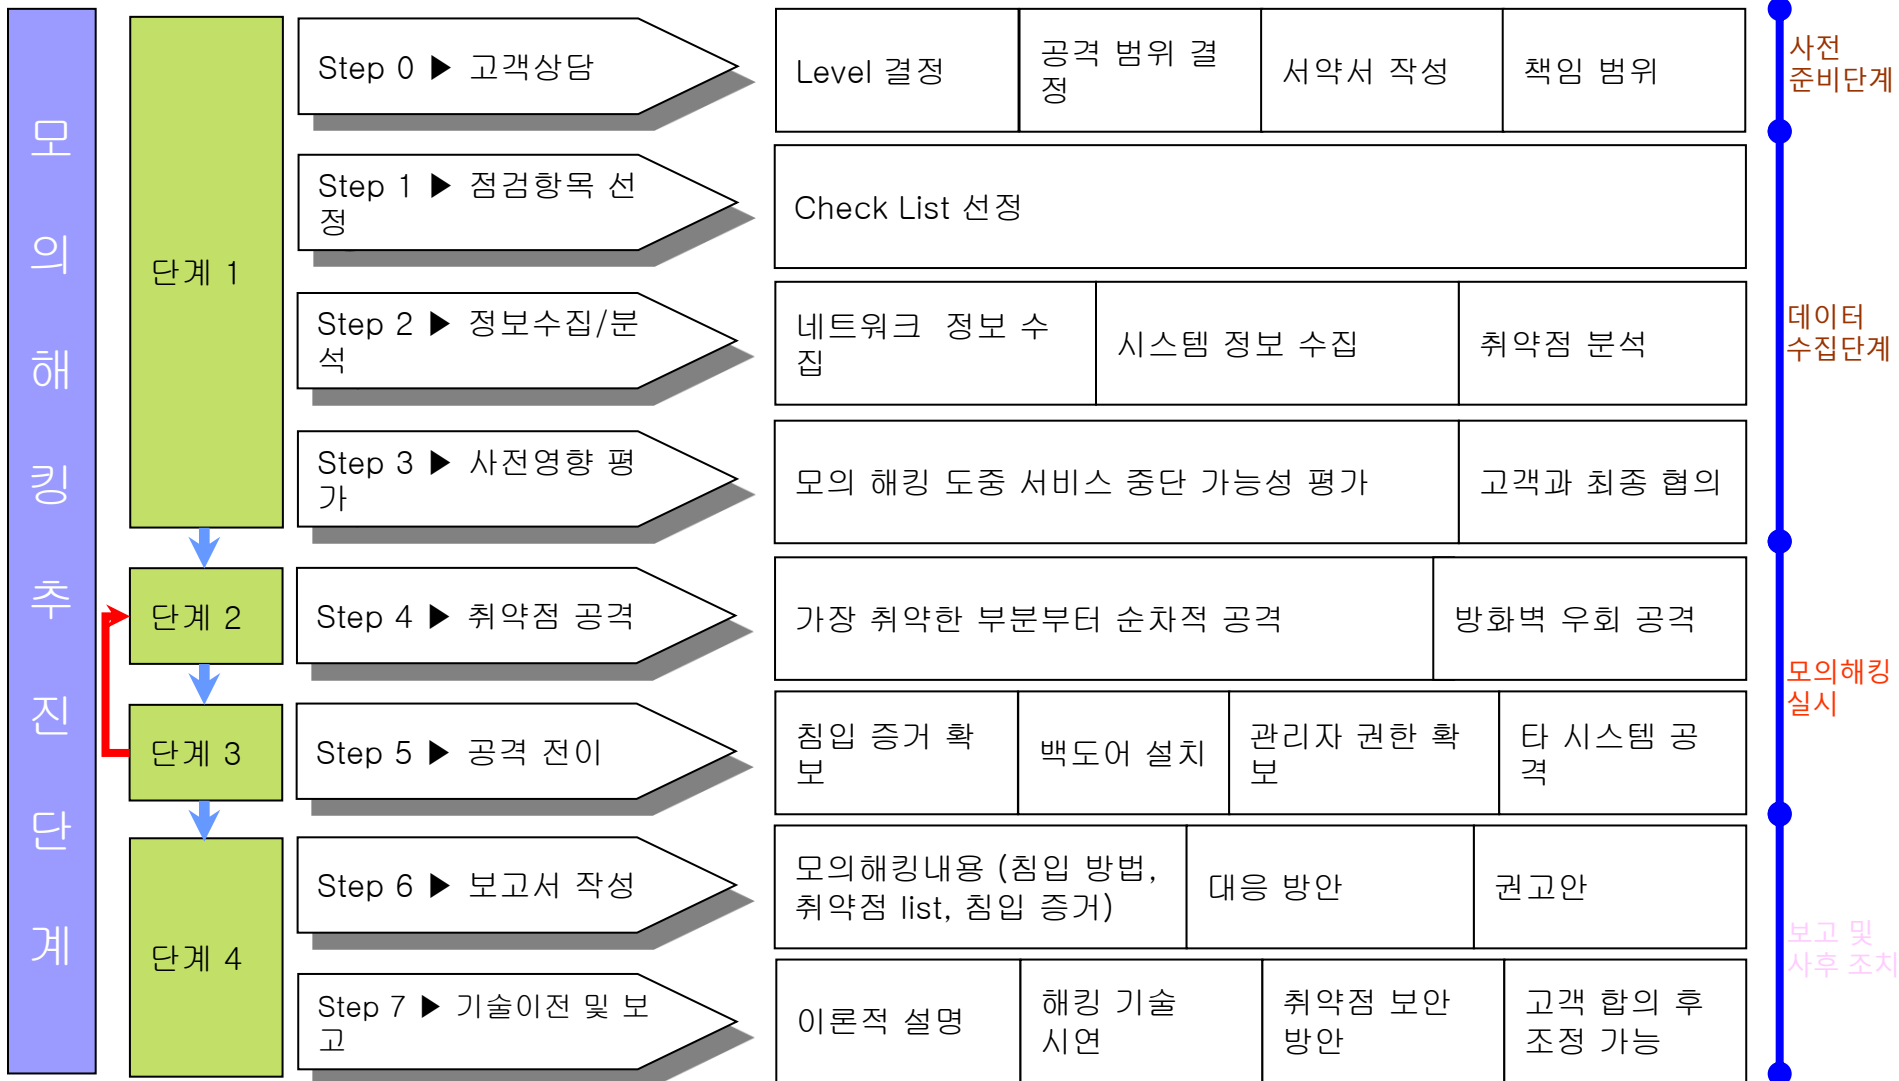 모
의
해
킹
추
진
단
계
단계 1
Step 0 ▶ 고객상담
Level 결정
공격 범위 결
정
서약서 작성
책임 범위
사전
준비단계
Step 1 ▶ 점검항목 선
정
Check List 선정
Step 2 ▶ 정보수집/분
석
네트워크 정보 수
집
시스템 정보 수집
취약점 분석
데이터
수집단계
Step 3 ▶ 사전영향 평
가
모의 해킹 도중 서비스 중단 가능성 평가
고객과 최종 협의
단계 2
Step 4 ▶ 취약점 공격
가장 취약한 부분부터 순차적 공격
방화벽 우회 공격
모의해킹
실시
단계 3
Step 5 ▶ 공격 전이
침입 증거 확
보
백도어 설치
관리자 권한 확
보
타 시스템 공
격
단계 4
Step 6 ▶ 보고서 작성
모의해킹내용 (침입 방법,
취약점 list, 침입 증거)
대응 방안
권고안
보고 및
사후 조치
Step 7 ▶ 기술이전 및 보
고
이론적 설명
해킹 기술
시연
취약점 보안
방안
고객 합의 후
조정 가능